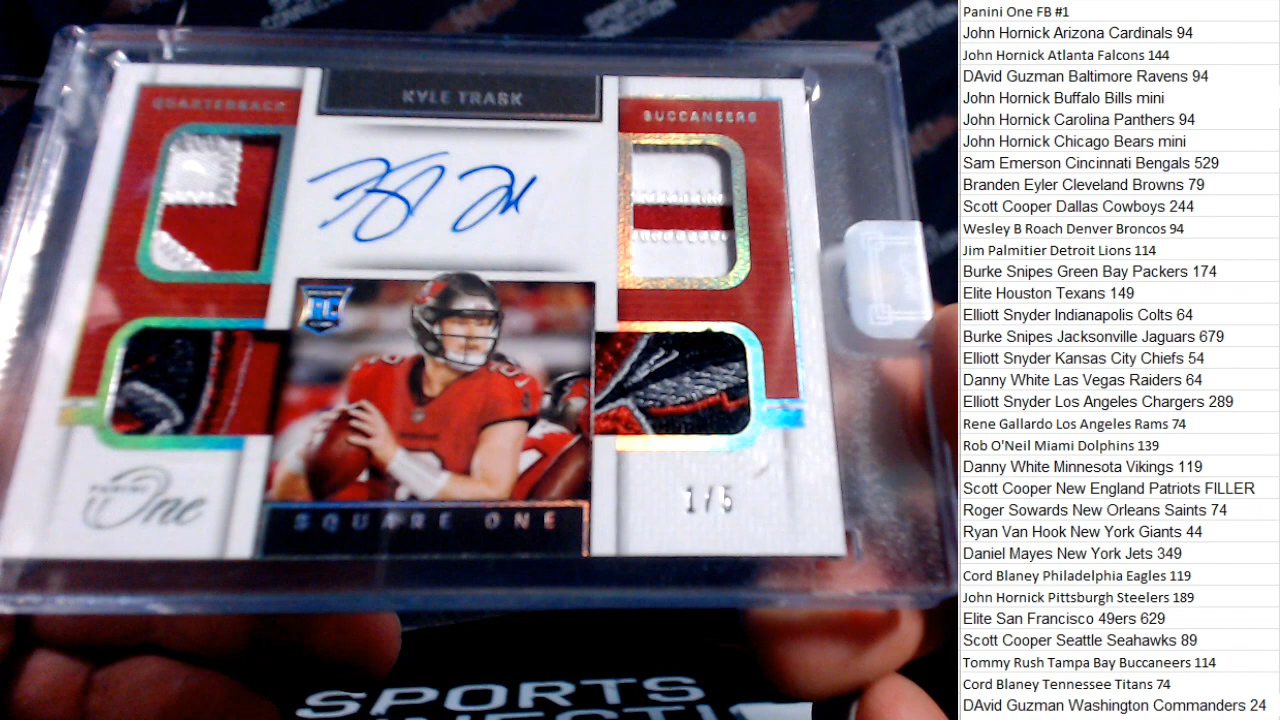 QUARTERBACK
KYLE TRASK
BUCCANEERS
RC
PANINI
One
1/5
SQUARE ONE
SPORTS
Panini One FB #1
John Hornick Arizona Cardinals 94
John Hornick Atlanta Falcons 144
DAvid Guzman Baltimore Ravens 94
John Hornick Buffalo Bills mini
John Hornick Carolina Panthers 94
John Hornick Chicago Bears mini
Sam Emerson Cincinnati Bengals 529
Branden Eyler Cleveland Browns 79
Scott Cooper Dallas Cowboys 244
Wesley B Roach Denver Broncos 94
Jim Palmitier Detroit Lions 114
Burke Snipes Green Bay Packers 174
Elite Houston Texans 149
Elliott Snyder Indianapolis Colts 64
Burke Snipes Jacksonville Jaguars 679
Elliott Snyder Kansas City Chiefs 54
Danny White Las Vegas Raiders 64
Elliott Snyder Los Angeles Chargers 289
Rene Gallardo Los Angeles Rams 74
Rob O'Neil Miami Dolphins 139
Danny White Minnesota Vikings 119
Scott Cooper New England Patriots FILLER
Roger Sowards New Orleans Saints 74
Ryan Van Hook New York Giants 44
Daniel Mayes New York Jets 349
Cord Blaney Philadelphia Eagles 119
John Hornick Pittsburgh Steelers 189
Elite San Francisco 49ers 629
Scott Cooper Seattle Seahawks 89
Tommy Rush Tampa Bay Buccaneers 114
Cord Blaney Tennessee Titans 74
DAvid Guzman Washington Commanders 24